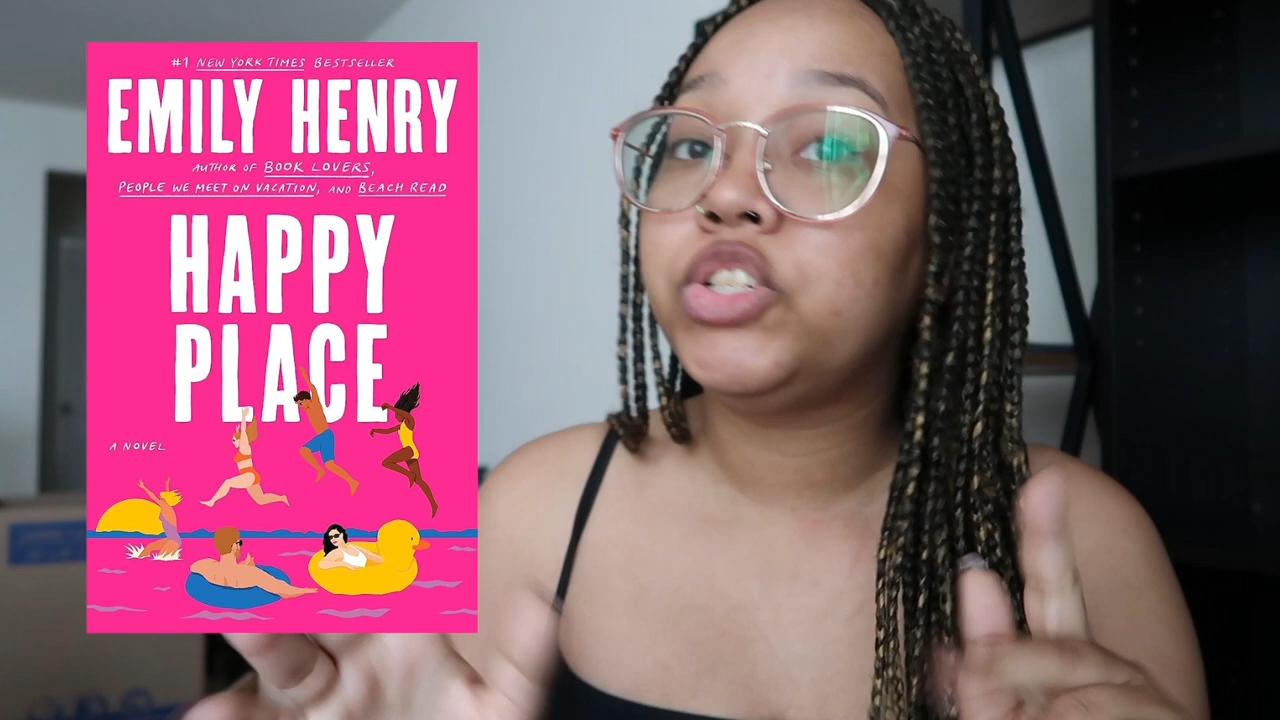 #1 NEW YORK TIMES BESTSELLER
EMILY HENRY
AUTHOR OF BOOK LOVERS,
PEOPLE WE MEET ON VACATION, AND BEACH READ
HAPPY
PLACE
A NOVEL